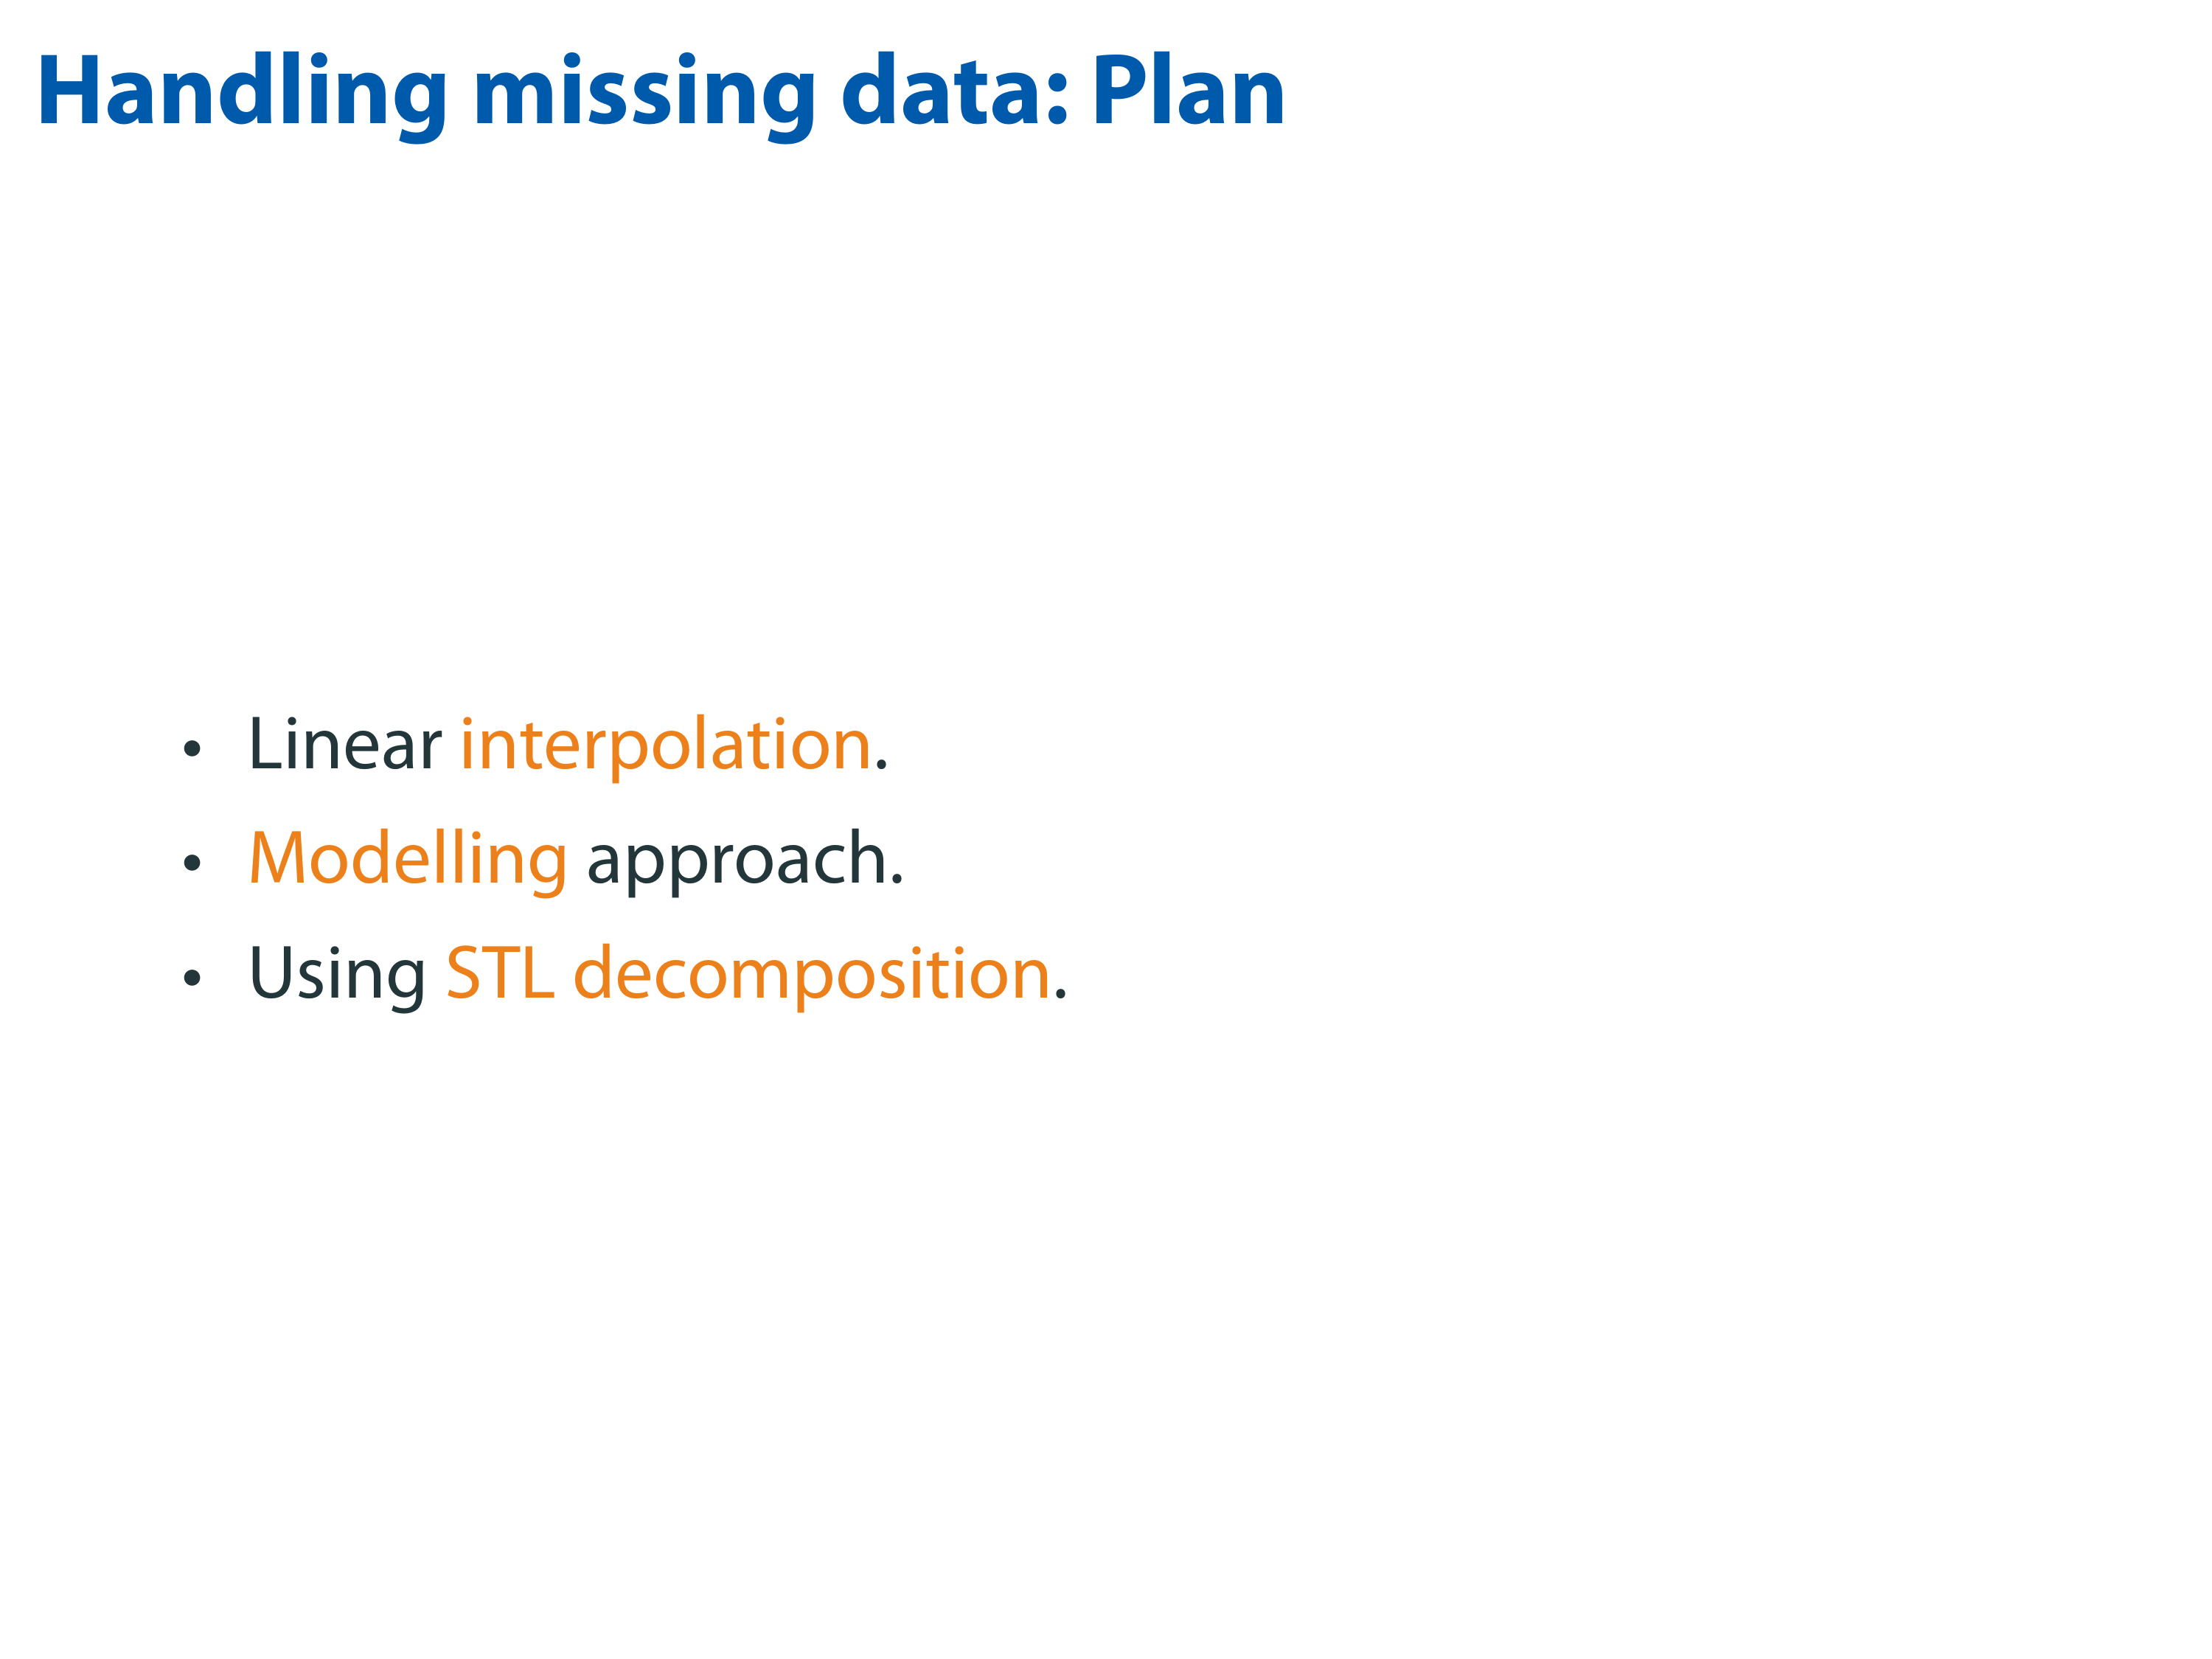 Handling missing data: Plan
• Linear interpolation.
• Modelling approach.
• Using STL decomposition.